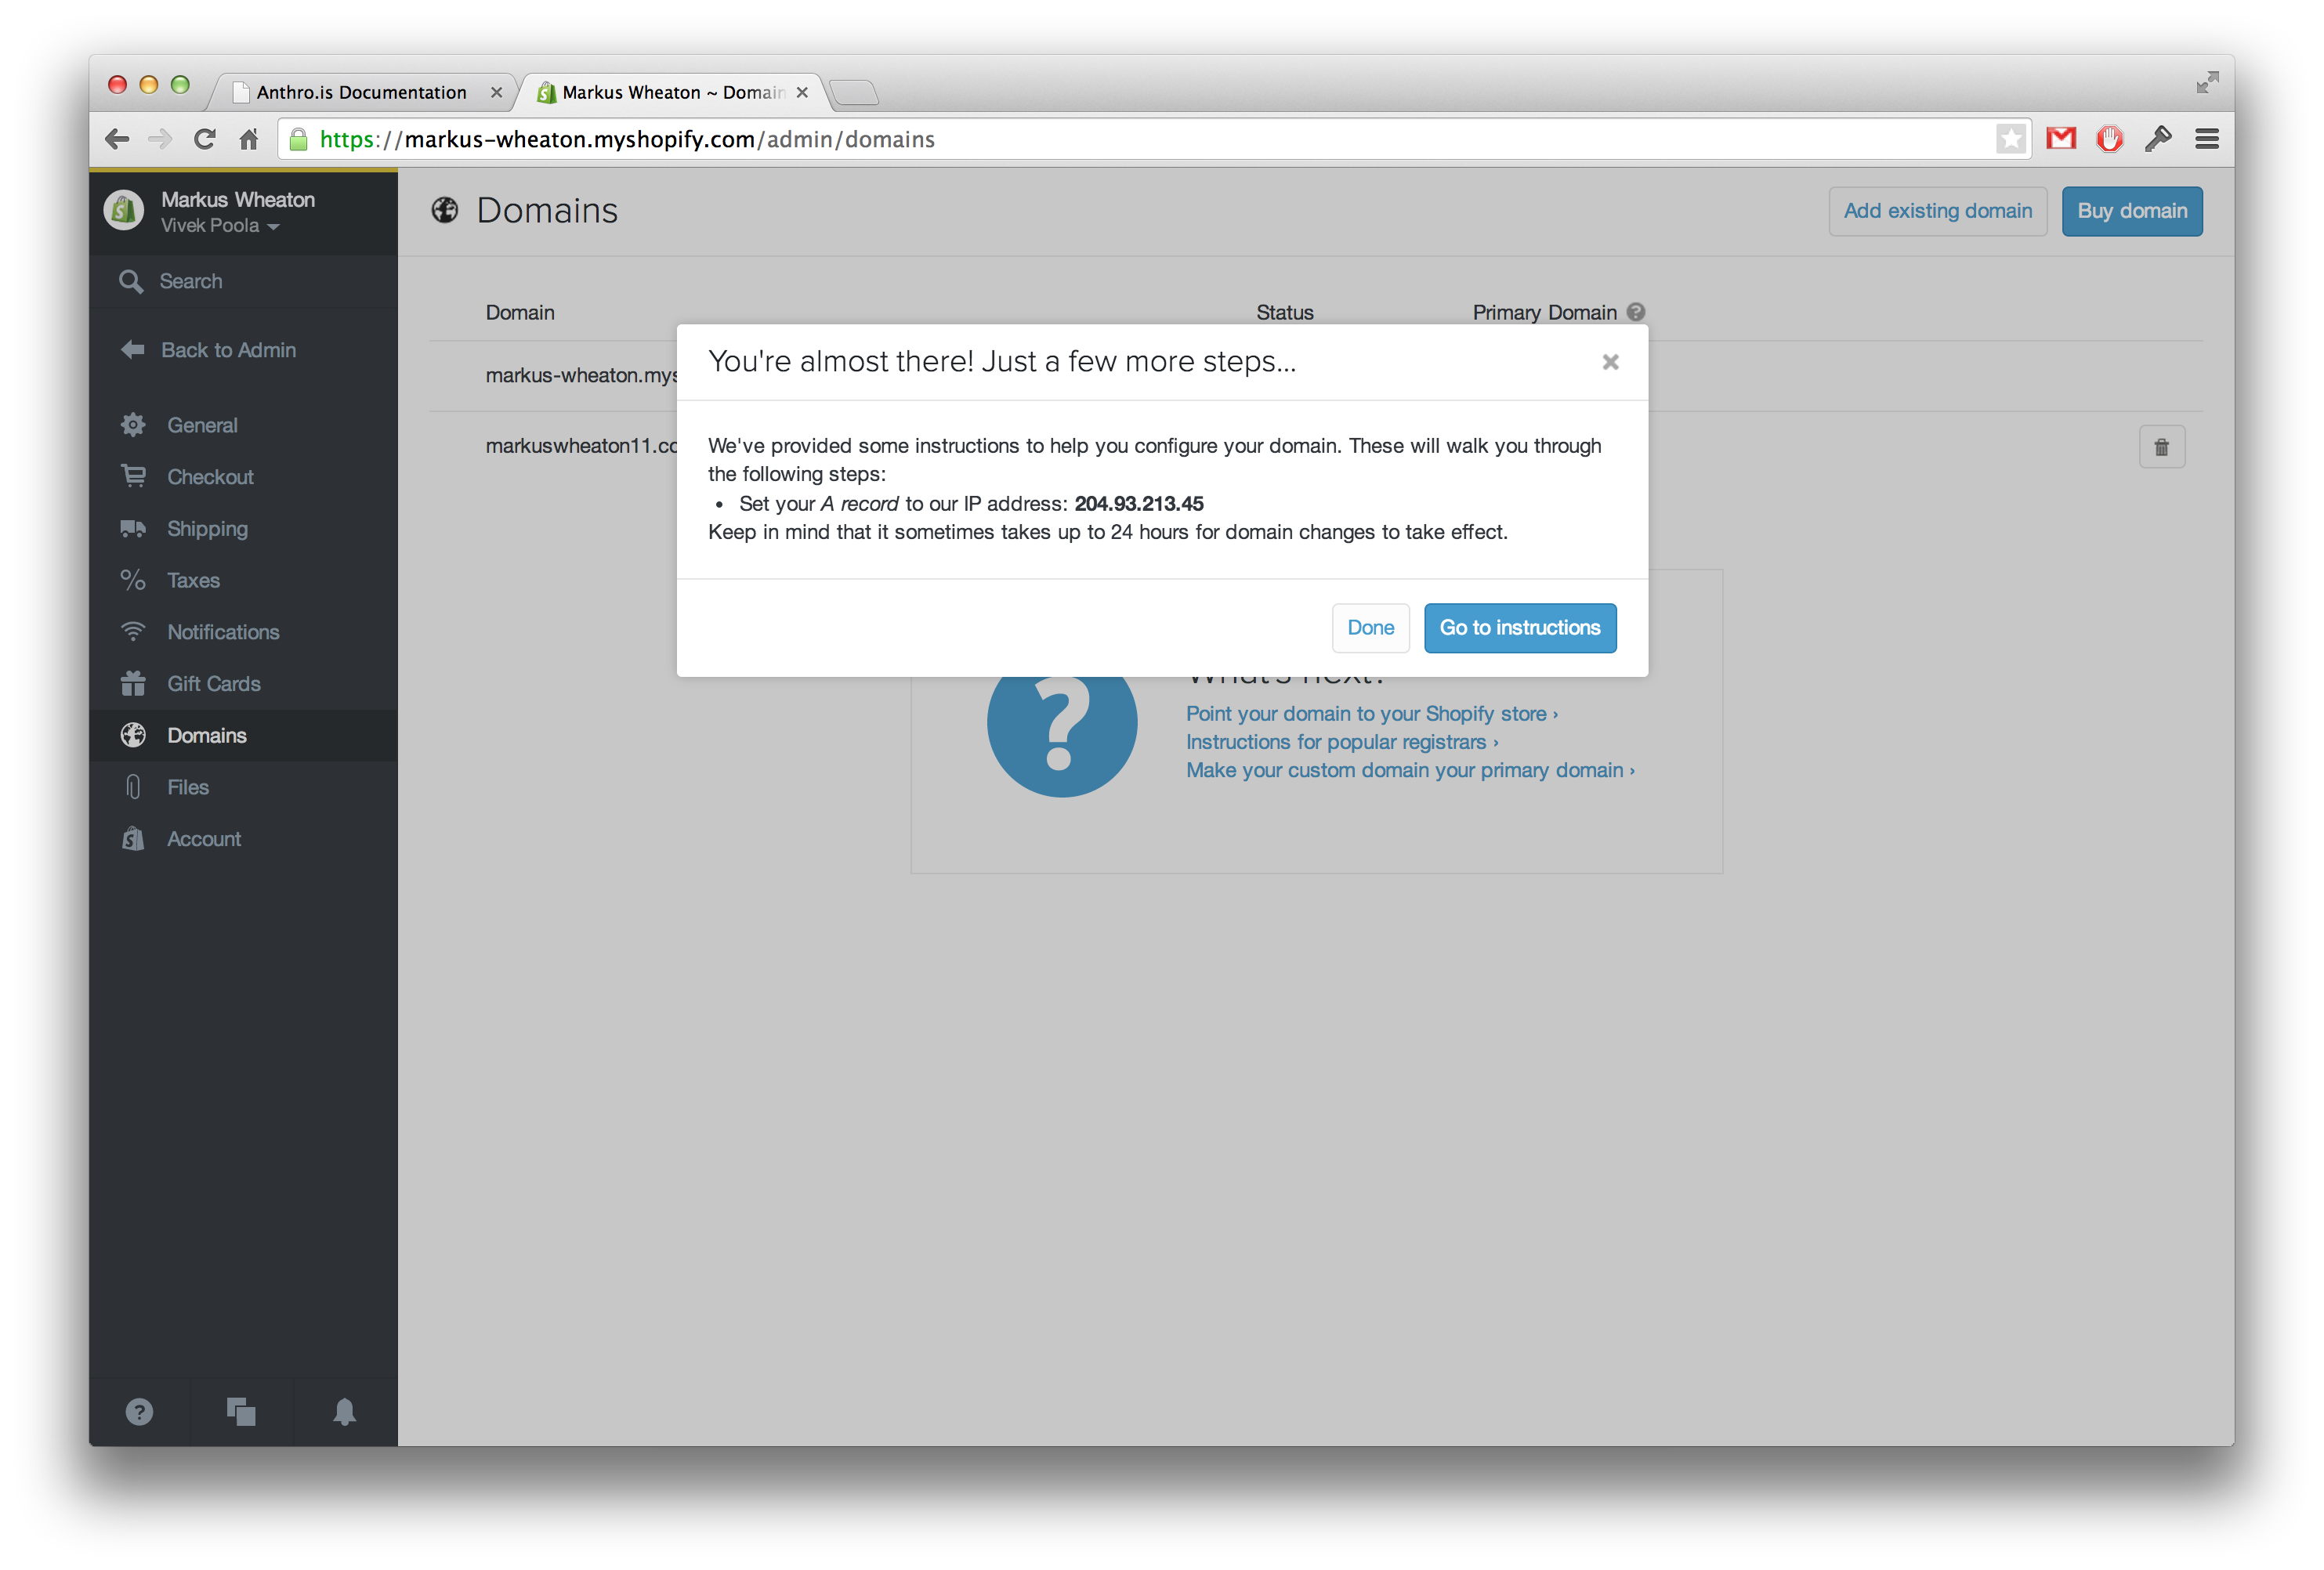 Anthro.is Documentation
Markus Wheaton ~ Domain
https://markus-wheaton.myshopify.com/admin/domains
Markus Wheaton
Vivek Poola
Search
Back to Admin
General
Checkout
Shipping
Taxes
Notifications
Gift Cards
Domains
Files
Account
Domains
Add existing domain
Buy domain
Domain Status Primary Domain ?
markus-wheaton.mys
markuswheaton11.co
You're almost there! Just a few more steps...
We've provided some instructions to help you configure your domain. These will walk you through
the following steps:
• Set your A record to our IP address: 204.93.213.45
Keep in mind that it sometimes takes up to 24 hours for domain changes to take effect.
Done
Go to instructions
What's next?
Point your domain to your Shopify store ›
Instructions for popular registrars ›
Make your custom domain your primary domain ›